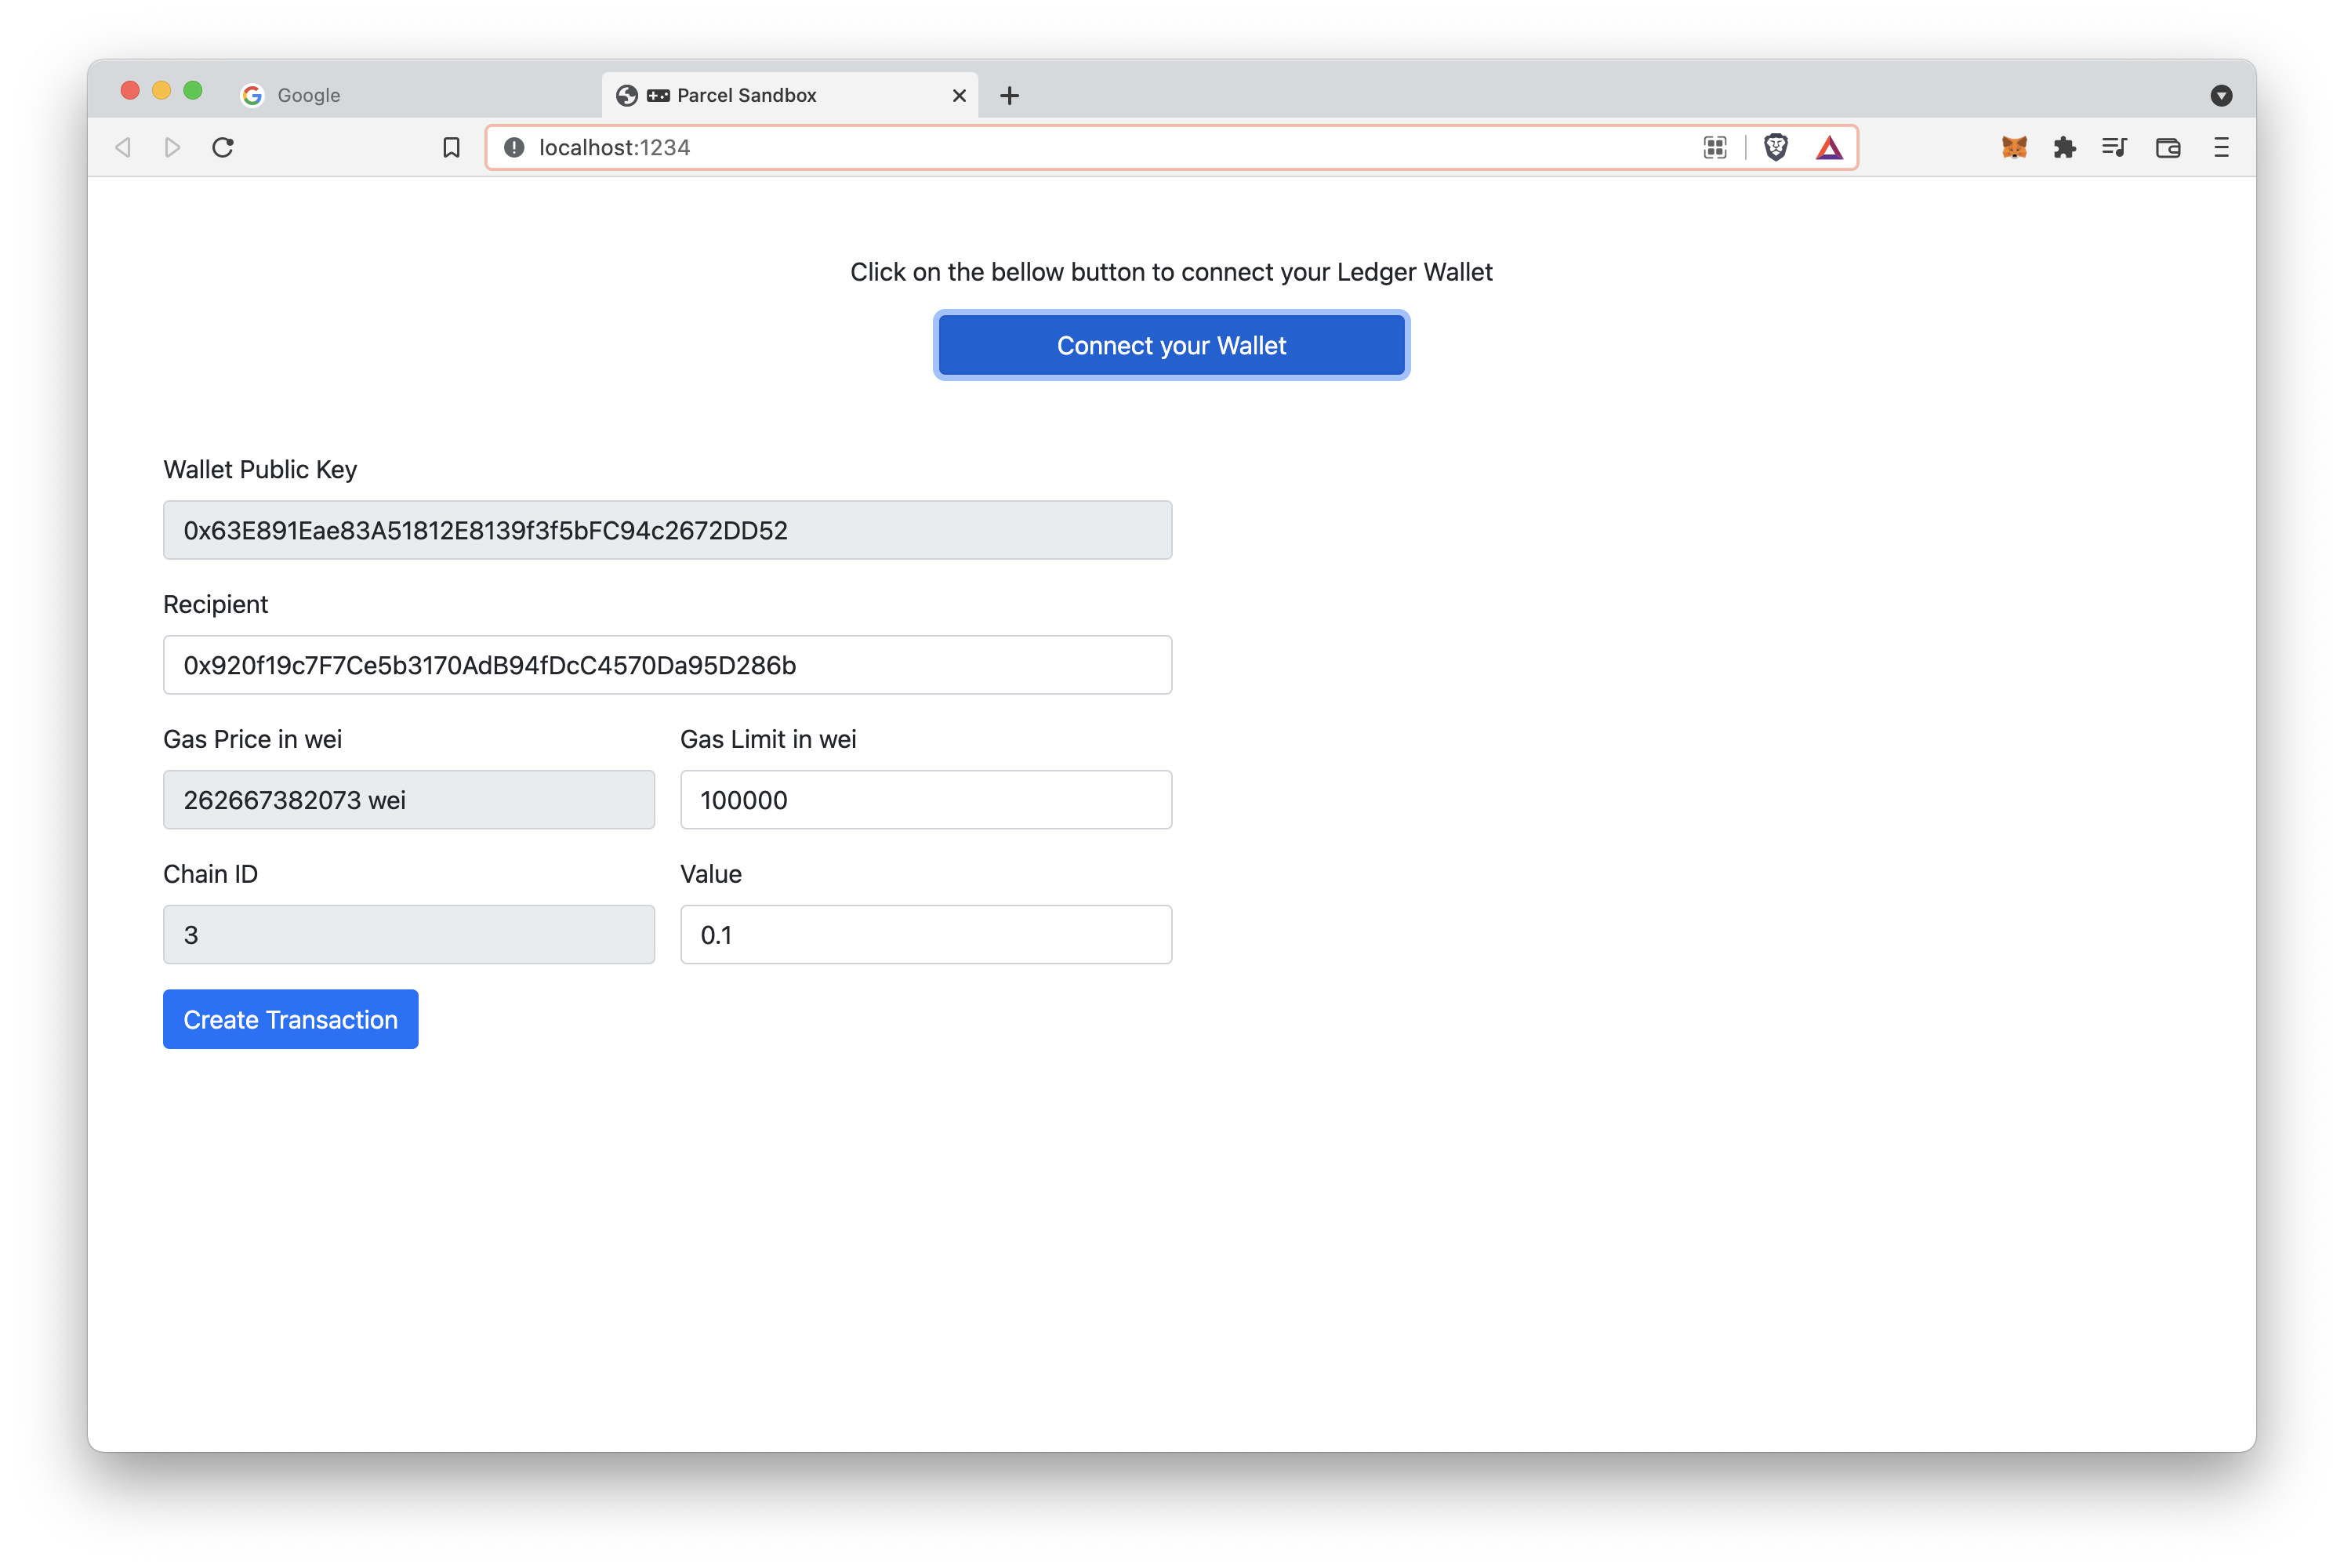 Google
Parcel Sandbox
localhost:1234
Click on the bellow button to connect your Ledger Wallet
Connect your Wallet
Wallet Public Key
0x63E891Eae83A51812E8139f3f5bFC94c2672DD52
Recipient
0x920f19c7F7Ce5b3170AdB94fDcC4570Da95D286b
Gas Price in wei
Gas Limit in wei
262667382073 wei
100000
Chain ID
Value
3
0.1
Create Transaction